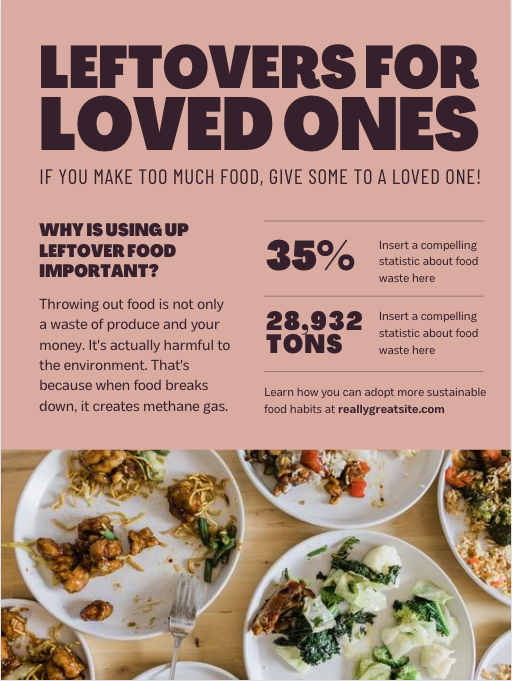 LEFTOVERS FOR
LOVED ONES
IF YOU MAKE TOO MUCH FOOD, GIVE SOME TO A LOVED ONE!
WHY IS USING UP
LEFTOVER FOOD
IMPORTANT?
Throwing out food is not only
a waste of produce and your
money. It's actually harmful to
the environment. That's
because when food breaks
down, it creates methane gas.
35%
Insert a compelling
statistic about food
waste here
28,932
TONS
Insert a compelling
statistic about food
waste here
Learn how you can adopt more sustainable
food habits at reallygreatsite.com